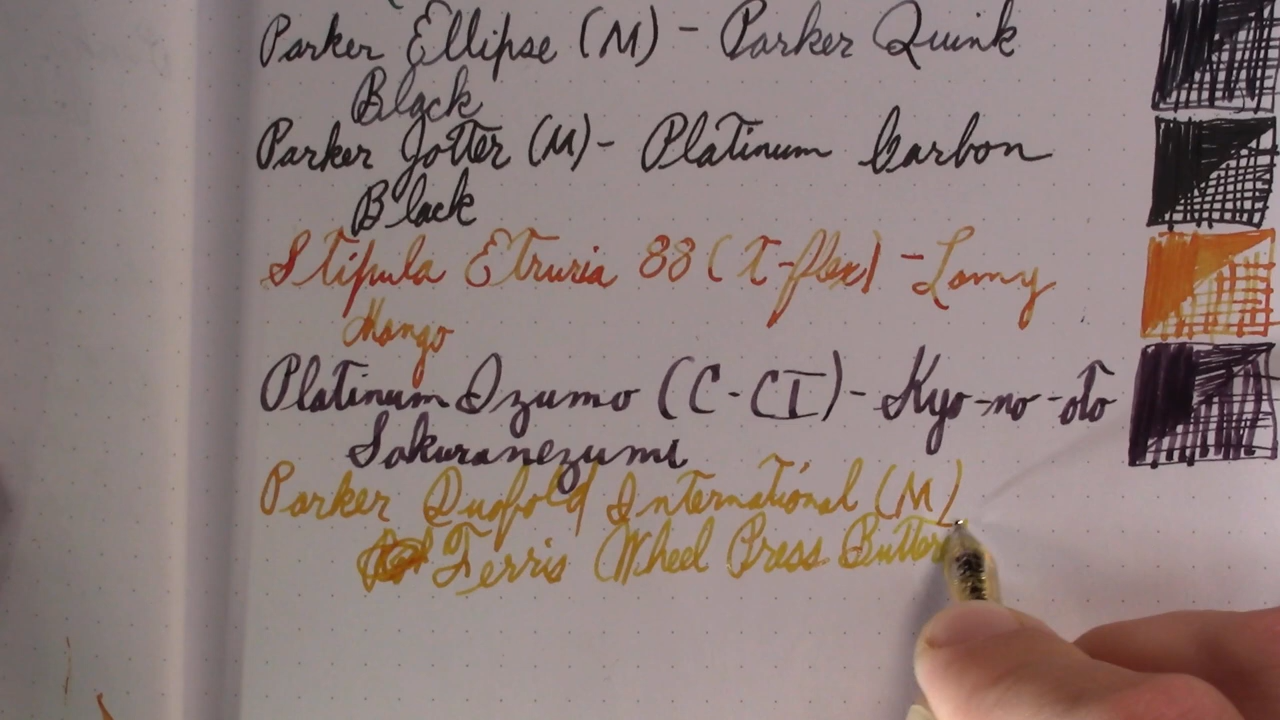 Parker Ellipse (M) - Parker Quink
Black
Parker Jotter (M) - Platinum Carbon
Black
Stipula Etruria 88 (T-flex) - Lamy
Mango
Platinum Izumo (C-CI) - Kyo-no-oto
Sakuranezumi
Parker Duofold International (M)
Ferris Wheel Press Butter